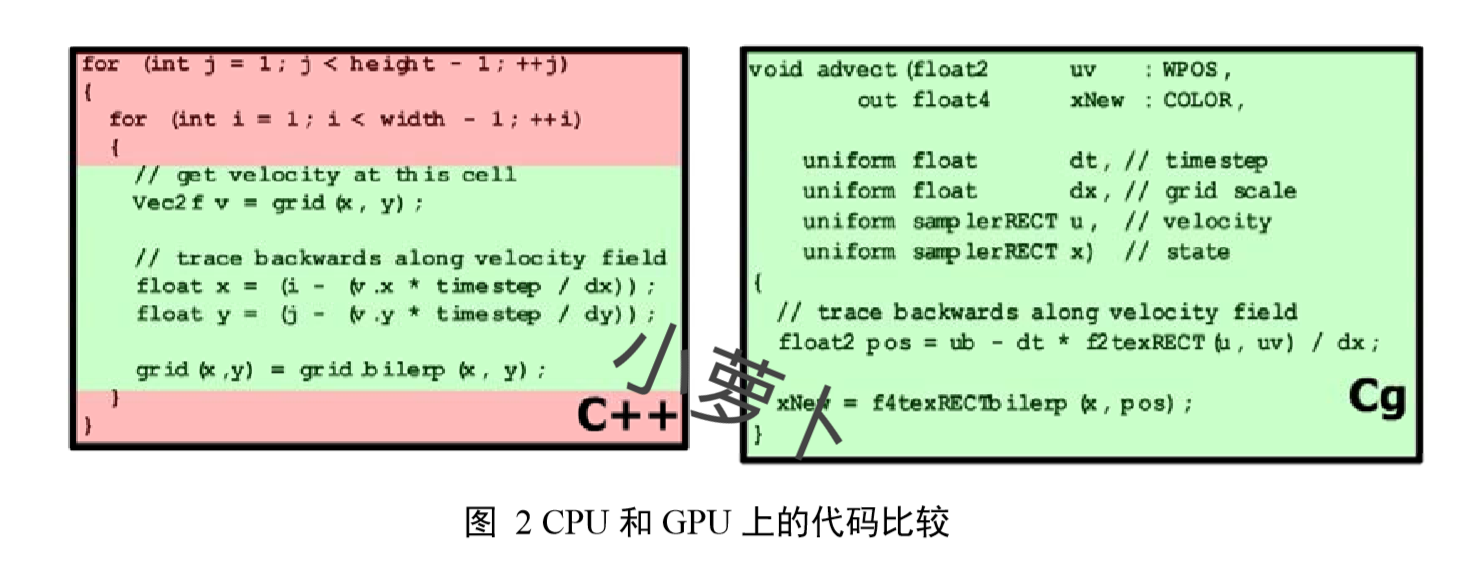 for (int j = 1; j < height - 1; ++j)
{
for (int i = 1; i < width - 1; ++i)
{
// get velocity at this cell
Vec2f v = grid(x, y);
// trace backwards along velocity field
float x = (i - (v.x * timestep / dx));
float y = (j - (v.y * timestep / dy));
grid(x,y) = grid.bilerp(x, y);
}
}
C++
void advect(float2 uv : WPOS,
out float4 xNew : COLOR,
uniform float dt, // timestep
uniform float dx, // grid scale
uniform samplerRECT u, // velocity
uniform samplerRECT x) // state
{
// trace backwards along velocity field
float2 pos = ub - dt * f2texRECT(u, uv) / dx;
xNew = f4texRECTbilerp(x, pos);
}
Cg
小萝卜
图 2 CPU 和 GPU 上的代码比较